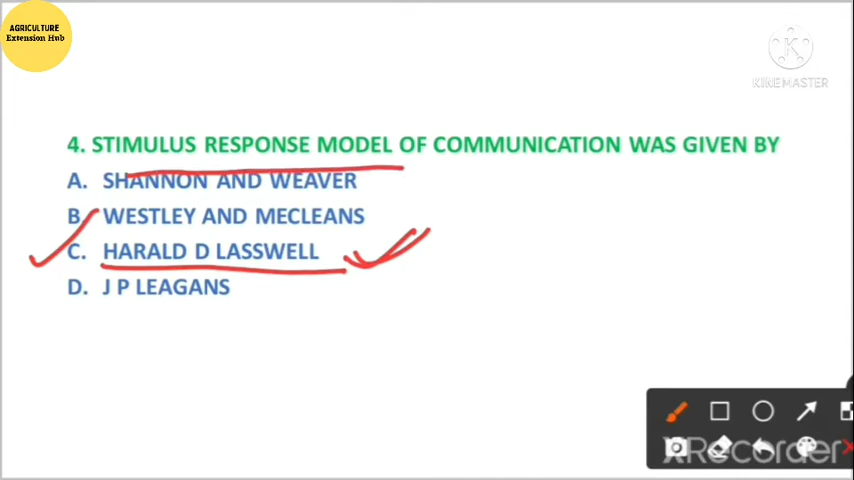 AGRICULTURE
Extension Hub
KINEMASTER
4. STIMULUS RESPONSE MODEL OF COMMUNICATION WAS GIVEN BY
A. SHANNON AND WEAVER
B. WESTLEY AND MECLEANS
C. HARALD D LASSWELL
D. J P LEAGANS
XRecorder